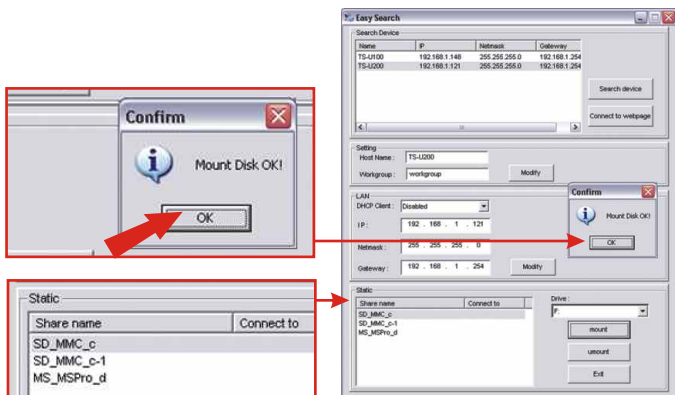 Confirm
Mount Disk OK!
OK
Static
Share name Connect to
SD_MMC_c
SD_MMC_c-1
MS_MSPro_d
Easy Search
Search Device
Name IP Netmask Gateway
TS-U100 192.168.1.148 255.255.255.0 192.168.1.254
TS-U200 192.168.1.121 255.255.255.0 192.168.1.254
Search device
Connect to webpage
Setting
Host Name : TS-U200
Workgroup : workgroup
Modify
LAN
DHCP Client : Disabled
IP : 192 . 168 . 1 . 121
Netmask : 255 . 255 . 255 . 0
Gateway : 192 . 168 . 1 . 254
Modify
Confirm
Mount Disk OK!
OK
Static
Share name Connect to
SD_MMC_c
SD_MMC_c-1
MS_MSPro_d
Drive :
F:
mount
umount
Exit